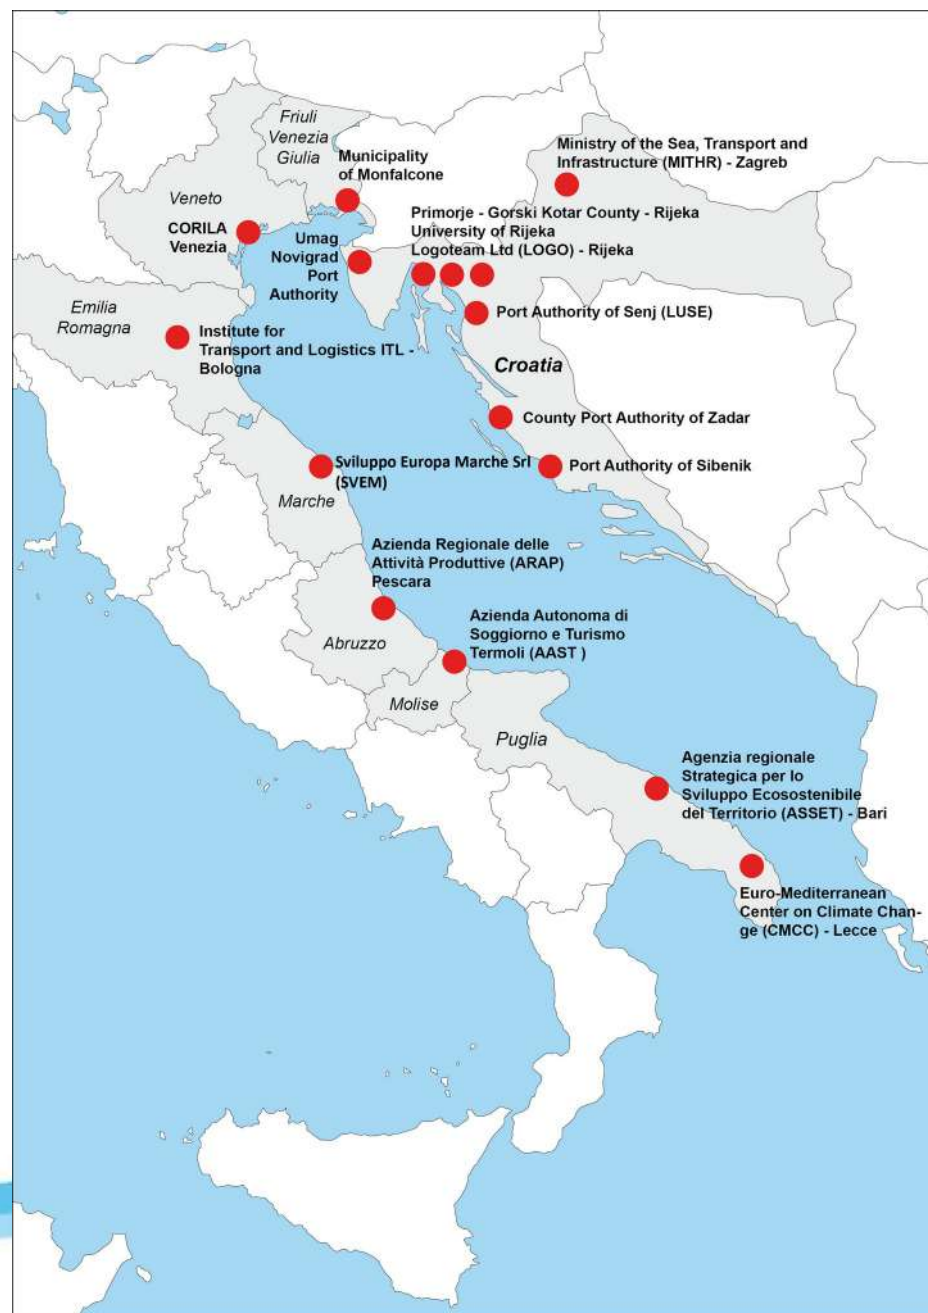 Friuli
Venezia
Giulia
Municipality
of Monfalcone
Ministry of the Sea, Transport and
Infrastructure (MITHR) - Zagreb
Veneto
CORILA
Venezia
Umag
Novigrad
Port
Authority
Primorje - Gorski Kotar County - Rijeka
University of Rijeka
Logoteam Ltd (LOGO) - Rijeka
Emilia
Romagna
Institute for
Transport and Logistics ITL -
Bologna
Port Authority of Senj (LUSE)
Croatia
County Port Authority of Zadar
Port Authority of Sibenik
Sviluppo Europa Marche Srl
(SVEM)
Marche
Azienda Regionale delle
Attività Produttive (ARAP)
Pescara
Abruzzo
Azienda Autonoma di
Soggiorno e Turismo
Termoli (AAST )
Molise
Puglia
Agenzia regionale
Strategica per lo
Sviluppo Ecosostenibile
del Territorio (ASSET) - Bari
Euro-Mediterranean
Center on Climate Chan-
ge (CMCC) - Lecce